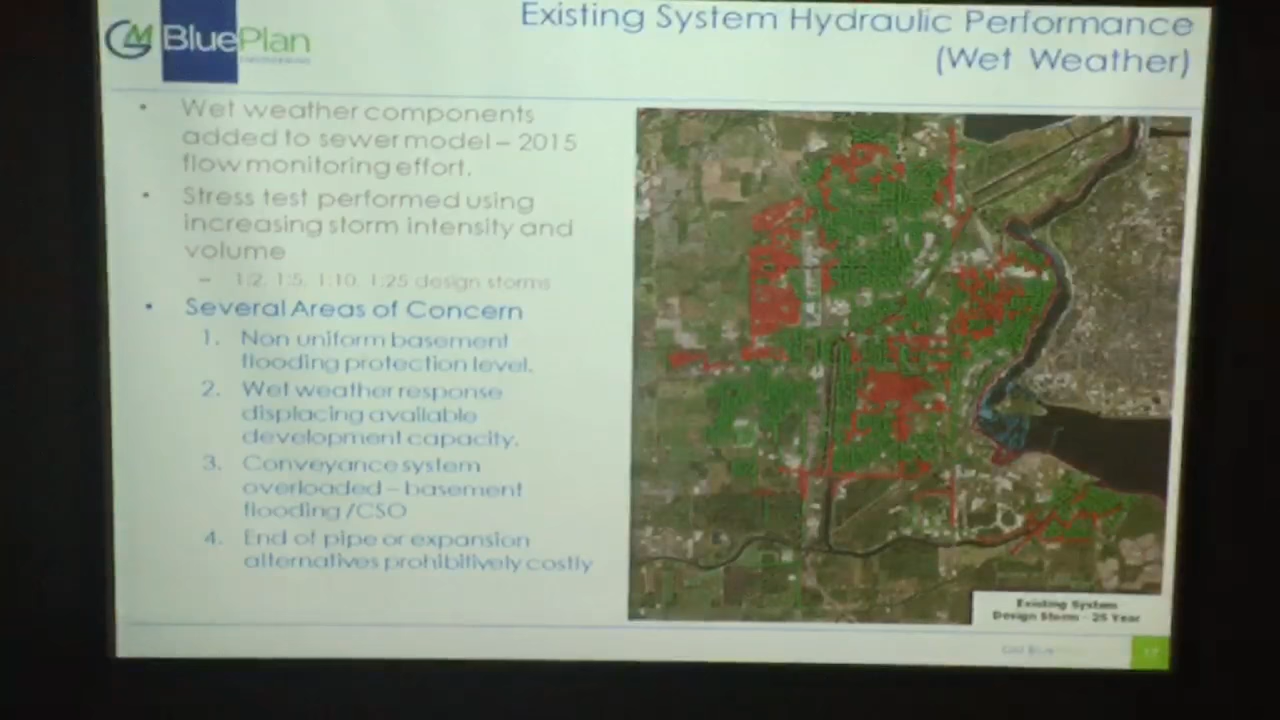 GM BluePlan
Existing System Hydraulic Performance
(Wet Weather)
• Wet weather components
added to sewer model – 2015
flow monitoring effort.
• Stress test performed using
increasing storm intensity and
volume
– 1:2, 1:5, 1:10, 1:25 design storms
• Several Areas of Concern
1. Non uniform basement
flooding protection level.
2. Wet weather response
displacing available
development capacity.
3. Conveyance system
overloaded – basement
flooding /CSO
4. End of pipe or expansion
alternatives prohibitively costly
Existing System
Design Storm - 25 Year